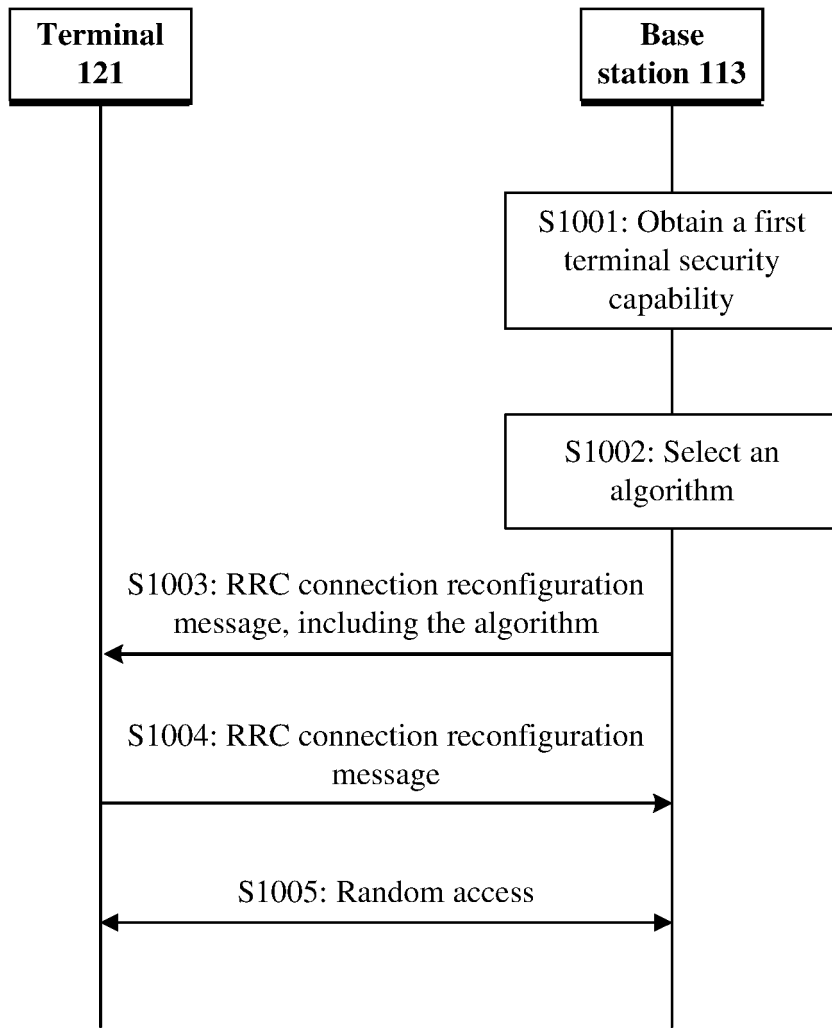 Terminal
121
Base
station 113
S1001: Obtain a first
terminal security
capability
S1002: Select an
algorithm
S1003: RRC connection reconfiguration
message, including the algorithm
S1004: RRC connection reconfiguration
message
S1005: Random access